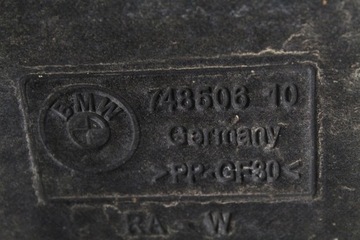 BMW
748606 10
Germany
>PP-GF30<
RA - W